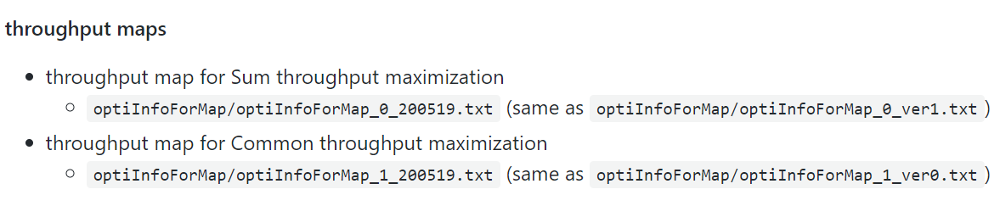 throughput maps
throughput map for Sum throughput maximization
optiInfoForMap/optiInfoForMap_0_200519.txt (same as optiInfoForMap/optiInfoForMap_0_ver1.txt)
throughput map for Common throughput maximization
optiInfoForMap/optiInfoForMap_1_200519.txt (same as optiInfoForMap/optiInfoForMap_1_ver0.txt)